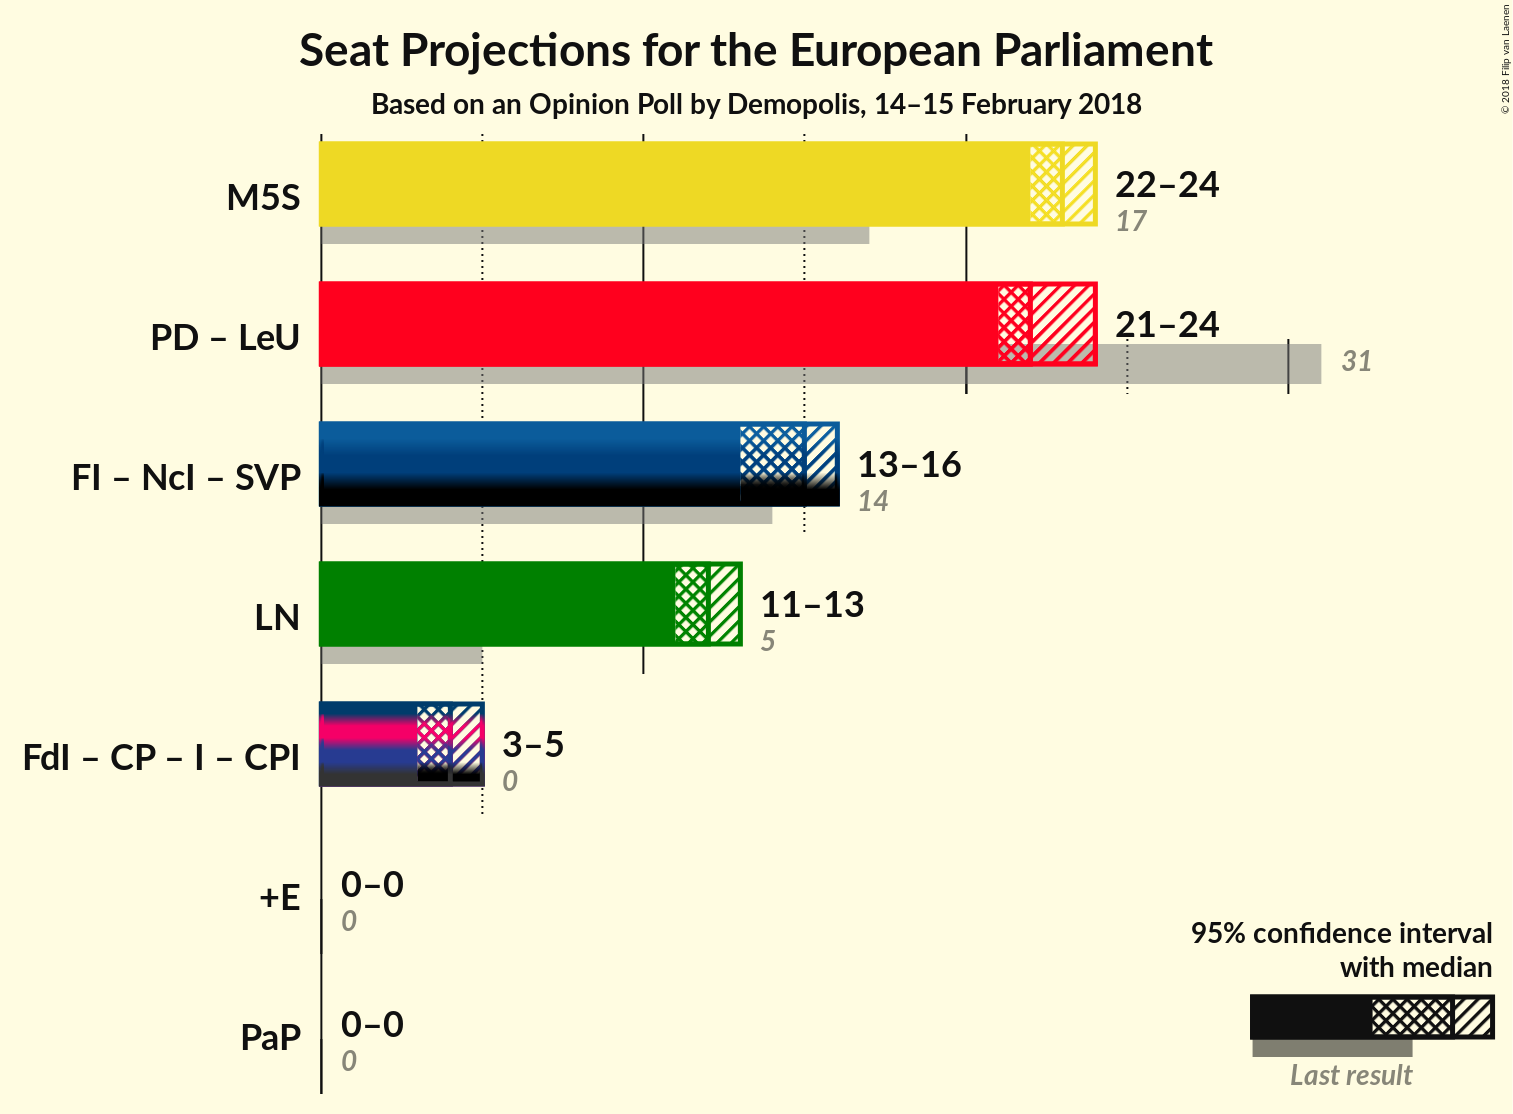 Seat Projections for the European Parliament
Based on an Opinion Poll by Demopolis, 14–15 February 2018
© 2018 Filip van Laenen
M5S
22–24
17
PD – LeU
21–24
31
FI – NcI – SVP
13–16
14
LN
11–13
5
FdI – CP – I – CPI
3–5
0
+E
0–0
0
PaP
0–0
0
95% confidence interval
with median
Last result